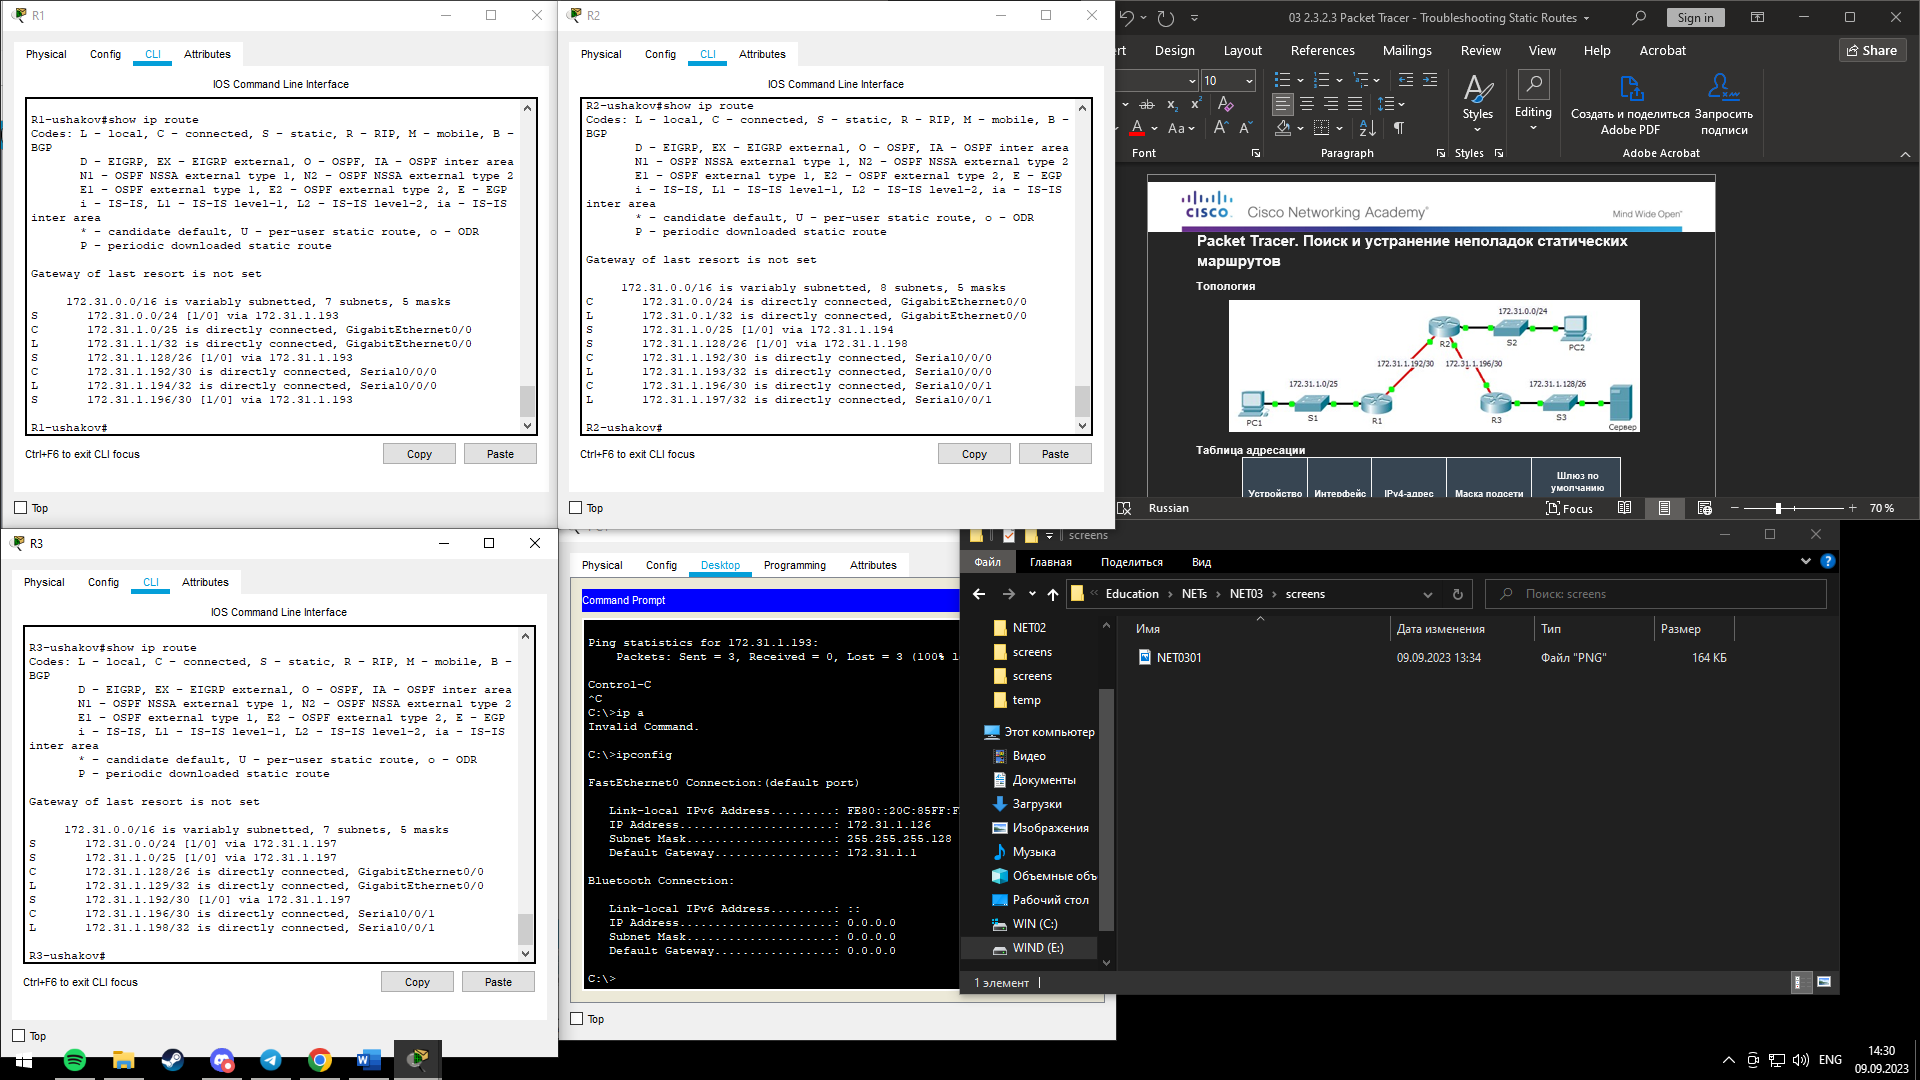 R1
Physical Config CLI Attributes
IOS Command Line Interface
R1-ushakov#show ip route
Codes: L - local, C - connected, S - static, R - RIP, M - mobile, B -
BGP
D - EIGRP, EX - EIGRP external, O - OSPF, IA - OSPF inter area
N1 - OSPF NSSA external type 1, N2 - OSPF NSSA external type 2
E1 - OSPF external type 1, E2 - OSPF external type 2, E - EGP
i - IS-IS, L1 - IS-IS level-1, L2 - IS-IS level-2, ia - IS-IS
inter area
* - candidate default, U - per-user static route, o - ODR
P - periodic downloaded static route
Gateway of last resort is not set
172.31.0.0/16 is variably subnetted, 7 subnets, 5 masks
S 172.31.0.0/24 [1/0] via 172.31.1.193
C 172.31.1.0/25 is directly connected, GigabitEthernet0/0
L 172.31.1.1/32 is directly connected, GigabitEthernet0/0
S 172.31.1.128/26 [1/0] via 172.31.1.193
C 172.31.1.192/30 is directly connected, Serial0/0/0
L 172.31.1.194/32 is directly connected, Serial0/0/0
S 172.31.1.196/30 [1/0] via 172.31.1.193
R1-ushakov#
Ctrl+F6 to exit CLI focus
Copy Paste
Top
R2
Physical Config CLI Attributes
IOS Command Line Interface
R2-ushakov#show ip route
Codes: L - local, C - connected, S - static, R - RIP, M - mobile, B -
BGP
D - EIGRP, EX - EIGRP external, O - OSPF, IA - OSPF inter area
N1 - OSPF NSSA external type 1, N2 - OSPF NSSA external type 2
E1 - OSPF external type 1, E2 - OSPF external type 2, E - EGP
i - IS-IS, L1 - IS-IS level-1, L2 - IS-IS level-2, ia - IS-IS
inter area
* - candidate default, U - per-user static route, o - ODR
P - periodic downloaded static route
Gateway of last resort is not set
172.31.0.0/16 is variably subnetted, 8 subnets, 5 masks
C 172.31.0.0/24 is directly connected, GigabitEthernet0/0
L 172.31.0.1/32 is directly connected, GigabitEthernet0/0
S 172.31.1.0/25 [1/0] via 172.31.1.194
S 172.31.1.128/26 [1/0] via 172.31.1.198
C 172.31.1.192/30 is directly connected, Serial0/0/0
L 172.31.1.193/32 is directly connected, Serial0/0/0
C 172.31.1.196/30 is directly connected, Serial0/0/1
L 172.31.1.197/32 is directly connected, Serial0/0/1
R2-ushakov#
Ctrl+F6 to exit CLI focus
Copy Paste
Top
03 2.3.2.3 Packet Tracer - Troubleshooting Static Routes
Sign in
Design Layout References Mailings Review View Help Acrobat
Share
10
Styles
Editing
Создать и поделиться Adobe PDF
Запросить подписи
Font Paragraph Styles Adobe Acrobat
CISCO. Cisco Networking Academy® Mind Wide Open®
Packet Tracer. Поиск и устранение неполадок статических
маршрутов
Топология
172.31.0.0/24
R2 S2 PC2
172.31.1.192/30 172.31.1.196/30
172.31.1.0/25 172.31.1.128/26
PC1 S1 R1 R3 S3 Сервер
Таблица адресации
Устройство Интерфейс IPv4-адрес Маска подсети Шлюз по умолчанию
Russian
Focus
70 %
R3
Physical Config CLI Attributes
IOS Command Line Interface
R3-ushakov#show ip route
Codes: L - local, C - connected, S - static, R - RIP, M - mobile, B -
BGP
D - EIGRP, EX - EIGRP external, O - OSPF, IA - OSPF inter area
N1 - OSPF NSSA external type 1, N2 - OSPF NSSA external type 2
E1 - OSPF external type 1, E2 - OSPF external type 2, E - EGP
i - IS-IS, L1 - IS-IS level-1, L2 - IS-IS level-2, ia - IS-IS
inter area
* - candidate default, U - per-user static route, o - ODR
P - periodic downloaded static route
Gateway of last resort is not set
172.31.0.0/16 is variably subnetted, 7 subnets, 5 masks
S 172.31.0.0/24 [1/0] via 172.31.1.197
S 172.31.1.0/25 [1/0] via 172.31.1.197
C 172.31.1.128/26 is directly connected, GigabitEthernet0/0
L 172.31.1.129/32 is directly connected, GigabitEthernet0/0
S 172.31.1.192/30 [1/0] via 172.31.1.197
C 172.31.1.196/30 is directly connected, Serial0/0/1
L 172.31.1.198/32 is directly connected, Serial0/0/1
R3-ushakov#
Ctrl+F6 to exit CLI focus
Copy Paste
Top
Physical Config Desktop Programming Attributes
Command Prompt
Ping statistics for 172.31.1.193:
Packets: Sent = 3, Received = 0, Lost = 3 (100% l
Control-C
^C
C:\>ip a
Invalid Command.
C:\>ipconfig
FastEthernet0 Connection:(default port)
Link-local IPv6 Address.........: FE80::20C:85FF:F
IP Address......................: 172.31.1.126
Subnet Mask.....................: 255.255.255.128
Default Gateway.................: 172.31.1.1
Bluetooth Connection:
Link-local IPv6 Address.........: ::
IP Address......................: 0.0.0.0
Subnet Mask.....................: 0.0.0.0
Default Gateway.................: 0.0.0.0
C:\>
Top
screens
Файл Главная Поделиться Вид
Education > NETs > NET03 > screens
Поиск: screens
NET02
screens
screens
temp
Этот компьютер
Видео
Документы
Загрузки
Изображения
Музыка
Объемные объ
Рабочий стол
WIN (C:)
WIND (E:)
Имя Дата изменения Тип Размер
NET0301 09.09.2023 13:34 Файл "PNG" 164 КБ
1 элемент
ENG
14:30
09.09.2023